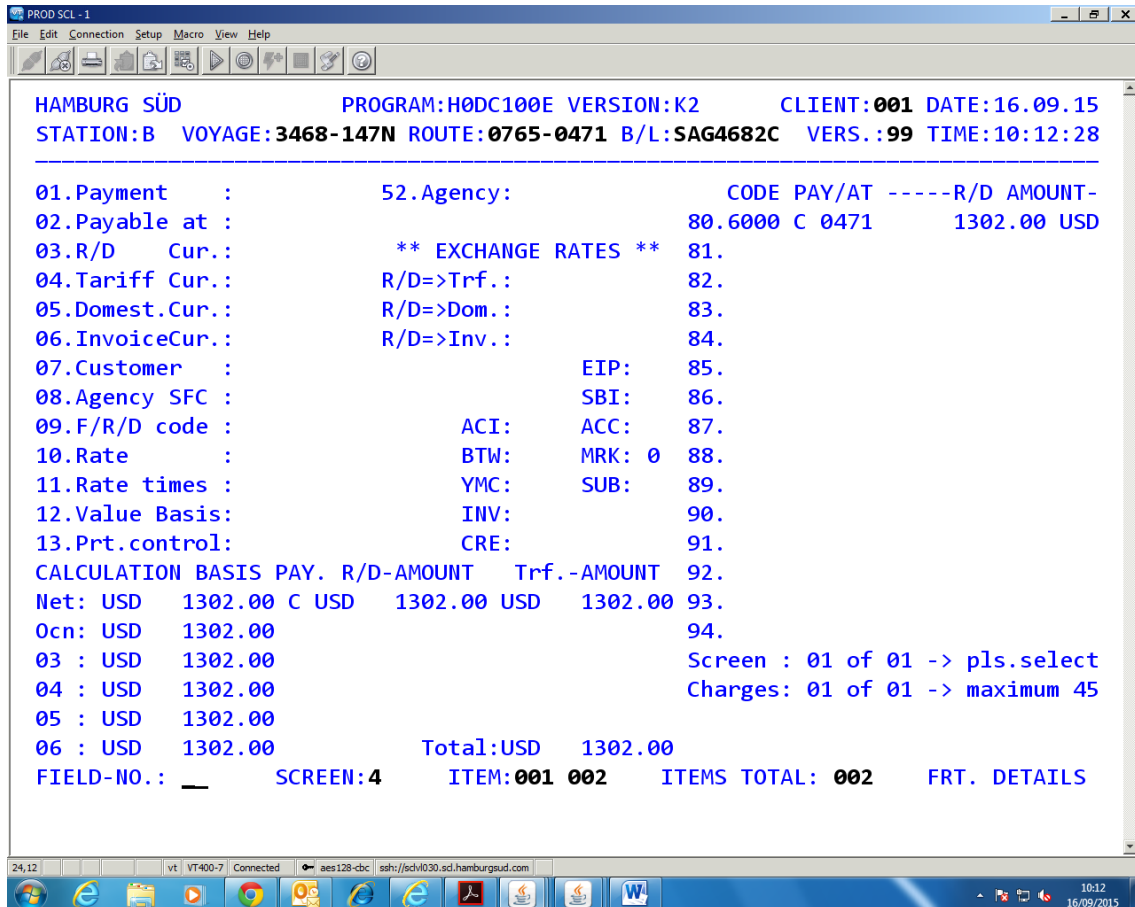 PROD SCL - 1
File Edit Connection Setup Macro View Help
HAMBURG SÜD PROGRAM:H0DC100E VERSION:K2 CLIENT:001 DATE:16.09.15
STATION:B VOYAGE:3468-147N ROUTE:0765-0471 B/L:SAG4682C VERS.:99 TIME:10:12:28
01.Payment : 52.Agency: CODE PAY/AT -----R/D AMOUNT-
02.Payable at : 80.6000 C 0471 1302.00 USD
03.R/D Cur.: ** EXCHANGE RATES ** 81.
04.Tariff Cur.: R/D=>Trf.: 82.
05.Domest.Cur.: R/D=>Dom.: 83.
06.InvoiceCur.: R/D=>Inv.: 84.
07.Customer : EIP: 85.
08.Agency SFC : SBI: 86.
09.F/R/D code : ACI: ACC: 87.
10.Rate : BTW: MRK: 0 88.
11.Rate times : YMC: SUB: 89.
12.Value Basis: INV: 90.
13.Prt.control: CRE: 91.
CALCULATION BASIS PAY. R/D-AMOUNT Trf.-AMOUNT 92.
Net: USD 1302.00 C USD 1302.00 USD 1302.00 93.
Ocn: USD 1302.00 94.
03 : USD 1302.00 Screen : 01 of 01 -> pls.select
04 : USD 1302.00 Charges: 01 of 01 -> maximum 45
05 : USD 1302.00
06 : USD 1302.00 Total:USD 1302.00
FIELD-NO.: __ SCREEN:4 ITEM:001 002 ITEMS TOTAL: 002 FRT. DETAILS
24,12 vt VT400-7 Connected aes128-cbc ssh://sclvl030.scl.hamburgsud.com
10:12
16/09/2015